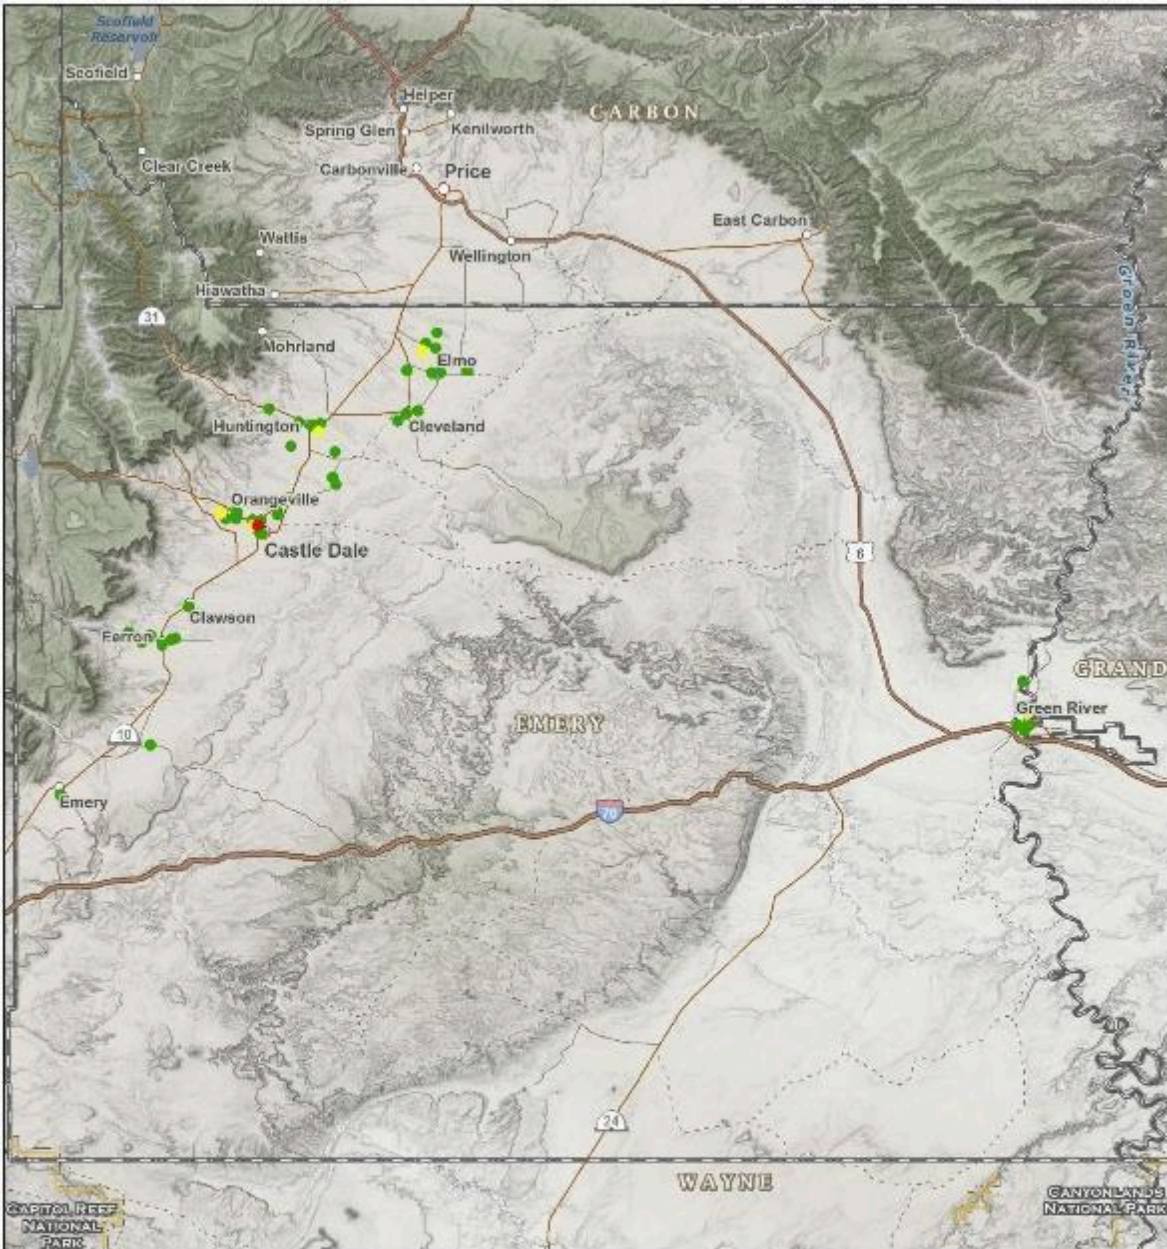 Scofield
Reservoir
Scofield
Helper
CARBON
Spring Glen
Kenilworth
Clear Creek
Carbonville
Price
East Carbon
Wattis
Wellington
Hiawatha
Green River
31
Mohrland
Elmo
Huntington
Cleveland
Orangeville
Castle Dale
6
Clawson
Ferron
GRAND
Green River
EMERY
10
Emery
70
24
WAYNE
CAPITOL REEF
NATIONAL
PARK
CANYONLANDS
NATIONAL PARK